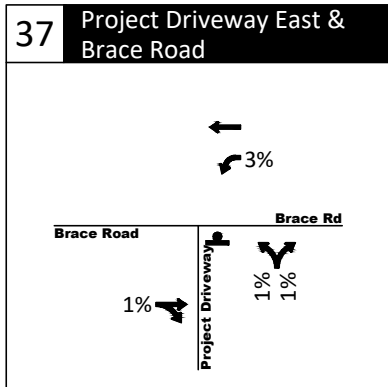 37
Project Driveway East &
Brace Road
3%
Brace Rd
Brace Road
Project Driveway
1%
1%
1%